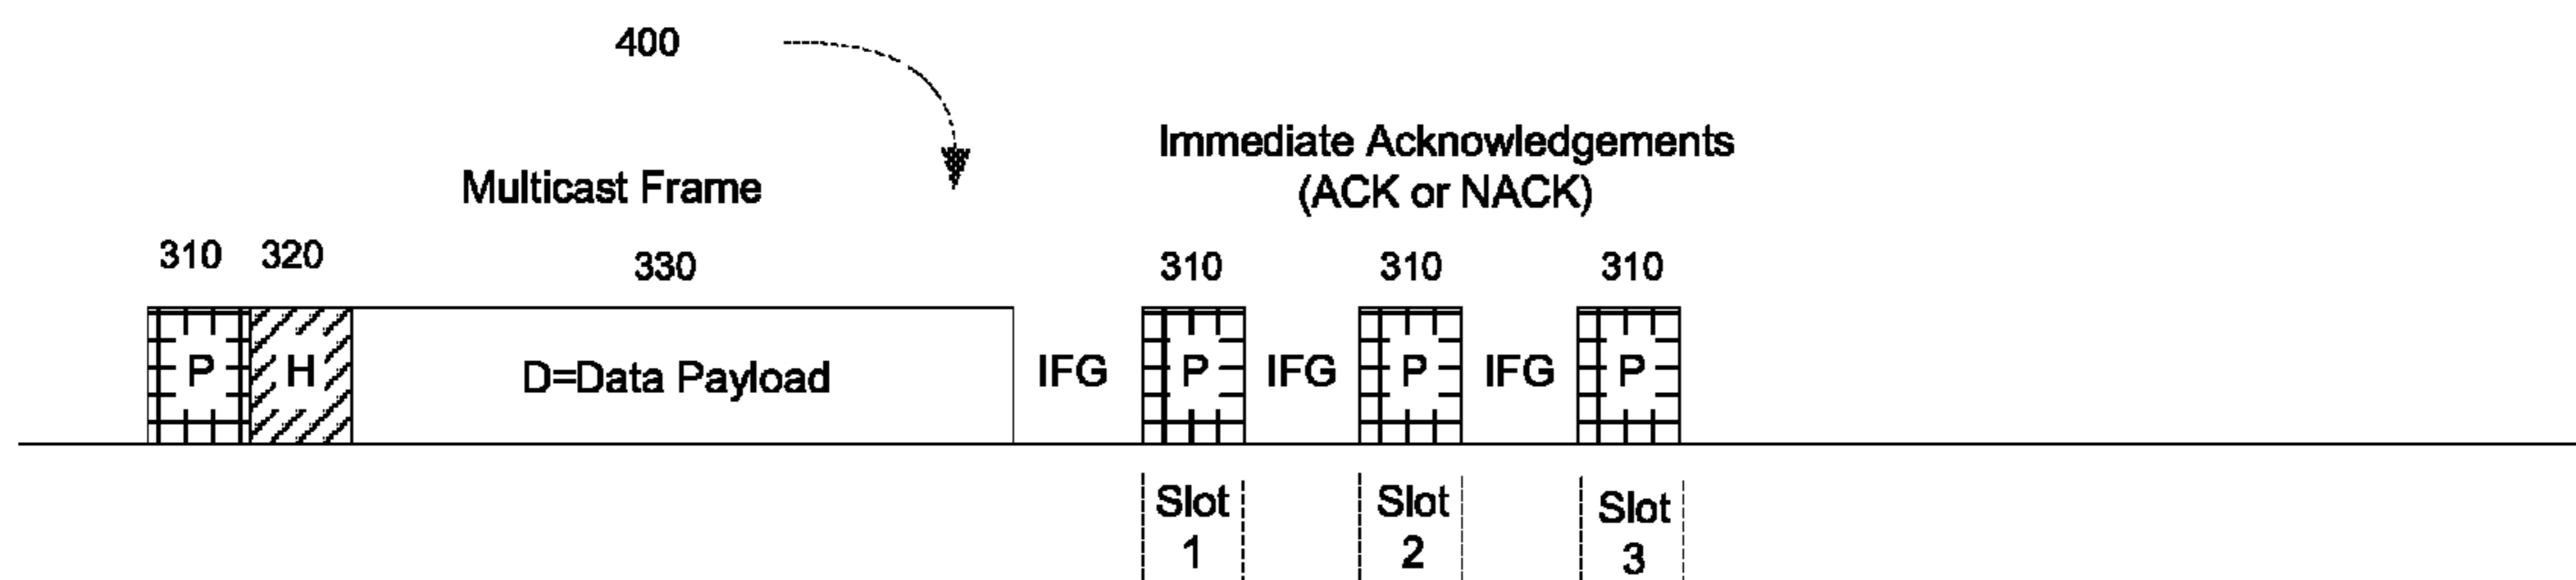 400
Immediate Acknowledgements
(ACK or NACK)
Multicast Frame
310 320 330 310 310 310
P H D=Data Payload IFG P IFG P IFG P
Slot 1
Slot 2
Slot 3